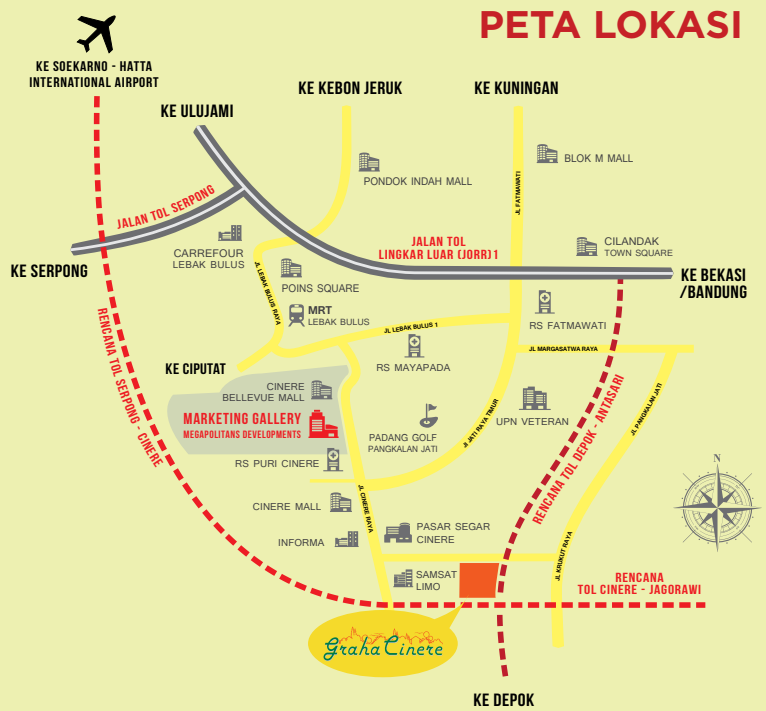 PETA LOKASI
KE SOEKARNO - HATTA
INTERNATIONAL AIRPORT
KE ULUJAMI
KE KEBON JERUK
KE KUNINGAN
BLOK M MALL
PONDOK INDAH MALL
JL FATMAWATI
JALAN TOL SERPONG
CARREFOUR
LEBAK BULUS
JALAN TOL
LINGKAR LUAR (JORR)1
CILANDAK
TOWN SQUARE
KE SERPONG
KE BEKASI
/BANDUNG
JL LEBAK BULUS RAYA
POINS SQUARE
MRT
LEBAK BULUS
JL LEBAK BULUS 1
RS FATMAWATI
JL MARGASATWA RAYA
KE CIPUTAT
RS MAYAPADA
RENCANA TOL SERPONG - CINERE
CINERE
BELLEVUE MALL
MARKETING GALLERY
MEGAPOLITANS DEVELOPMENTS
PADANG GOLF
PANGKALAN JATI
JL JATI RAYA TIMUR
UPN VETERAN
RENCANA TOL DEPOK - ANTASARI
JL PANGKALAN JATI
RS PURI CINERE
N
CINERE MALL
JL CINERE RAYA
INFORMA
PASAR SEGAR
CINERE
JL KRUKUT RAYA
SAMSAT
LIMO
RENCANA
TOL CINERE - JAGORAWI
Graha Cinere
KE DEPOK